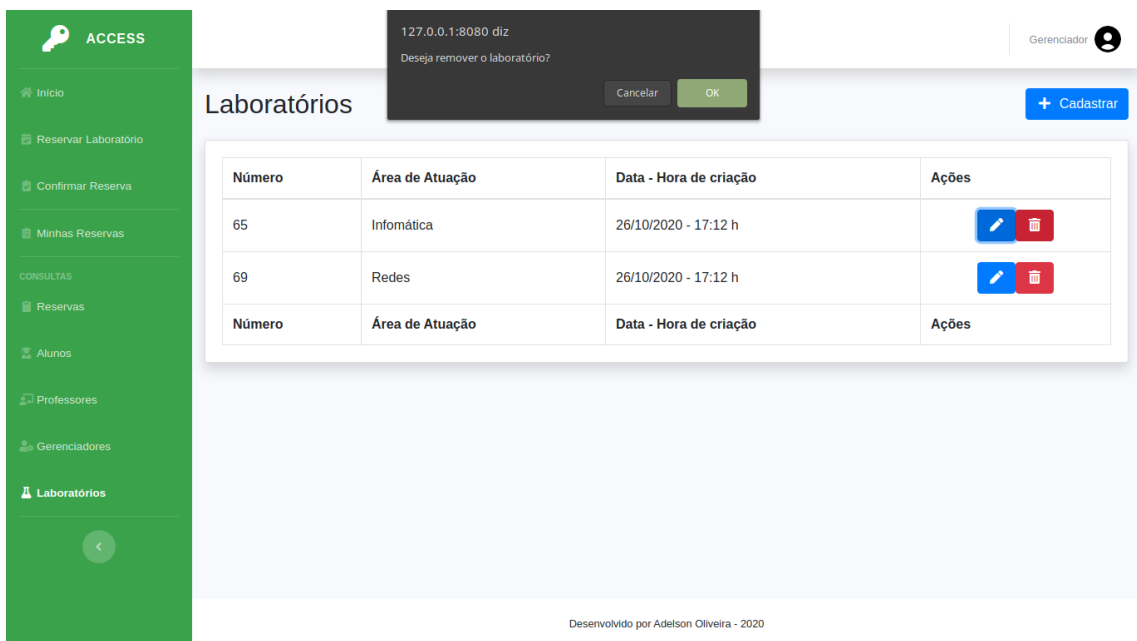 ACCESS
127.0.0.1:8080 diz
Deseja remover o laboratório?
Cancelar OK
Gerenciador
Início
Reservar Laboratório
Confirmar Reserva
Minhas Reservas
CONSULTAS
Reservas
Alunos
Professores
Gerenciadores
Laboratórios
Laboratórios
Cadastrar
Número Área de Atuação Data - Hora de criação Ações
65 Infomática 26/10/2020 - 17:12 h
69 Redes 26/10/2020 - 17:12 h
Número Área de Atuação Data - Hora de criação Ações
Desenvolvido por Adelson Oliveira - 2020